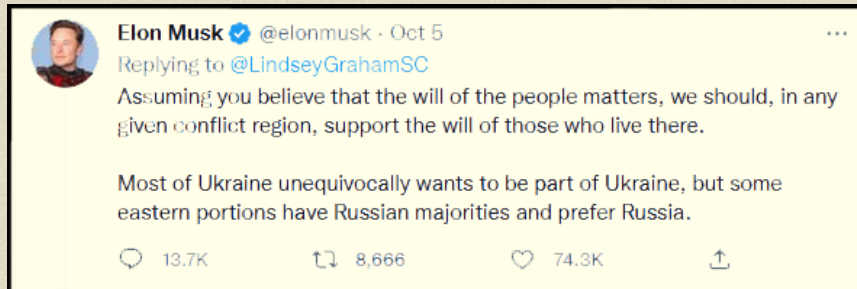 Elon Musk @elonmusk · Oct 5 ...
Replying to @LindseyGrahamSC
Assuming you believe that the will of the people matters, we should, in any
given conflict region, support the will of those who live there.
Most of Ukraine unequivocally wants to be part of Ukraine, but some
eastern portions have Russian majorities and prefer Russia.
13.7K 8,666 74.3K